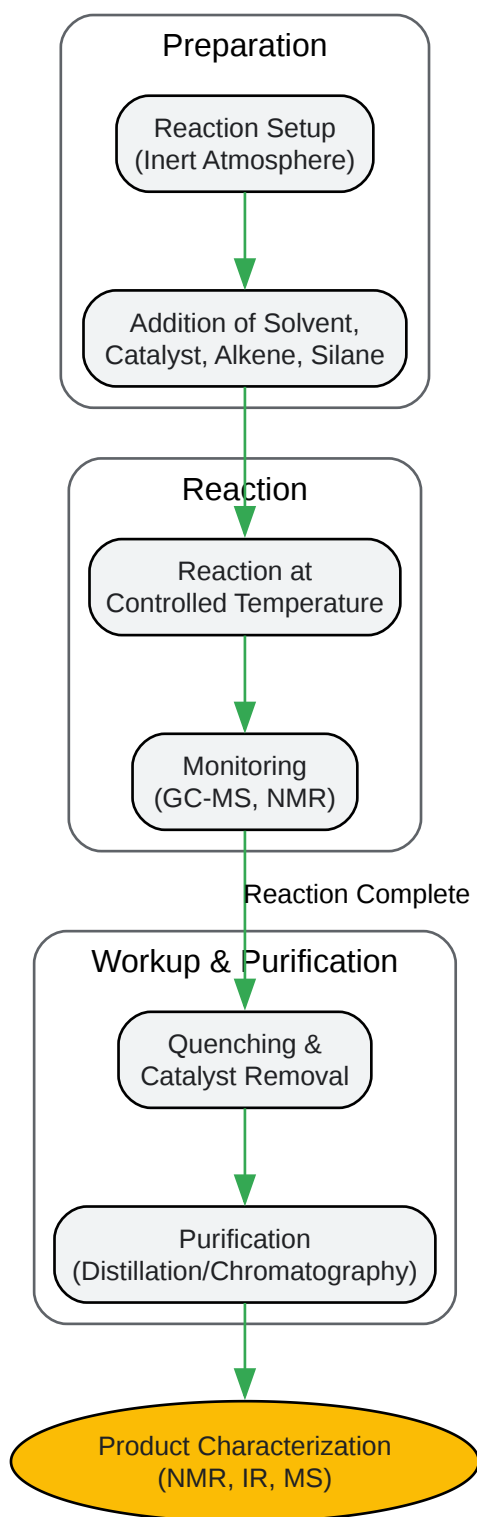 Preparation
Reaction Setup
(Inert Atmosphere)
Addition of Solvent,
Catalyst, Alkene, Silane
Reaction
Reaction at
Controlled Temperature
Monitoring
(GC-MS, NMR)
Reaction Complete
Workup & Purification
Quenching &
Catalyst Removal
Purification
(Distillation/Chromatography)
Product Characterization
(NMR, IR, MS)